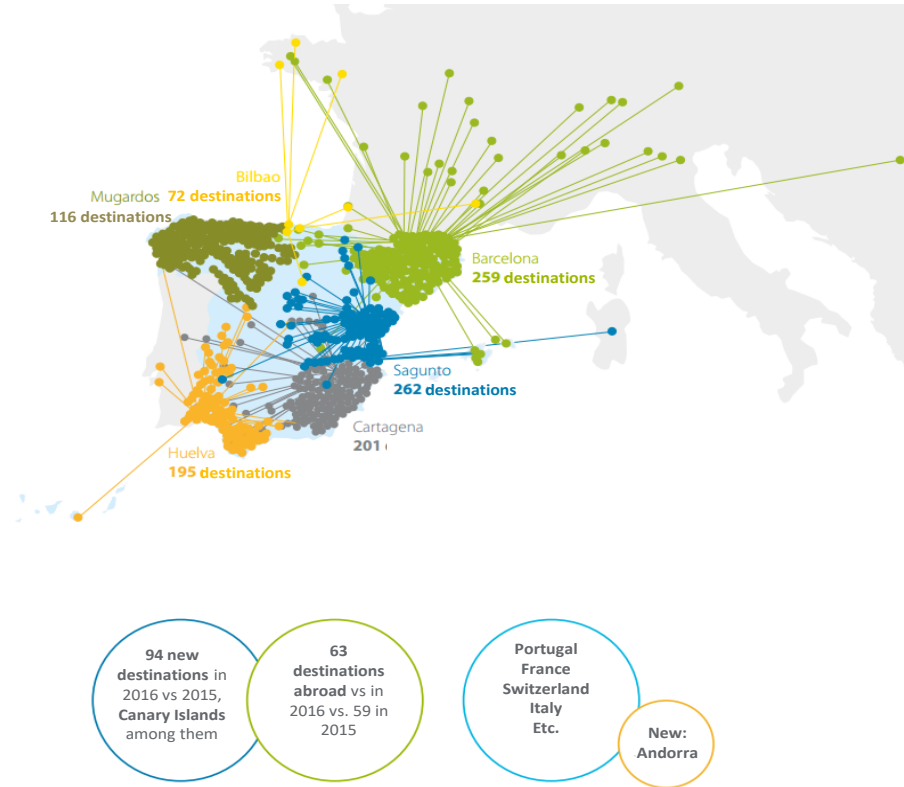 Bilbao
72 destinations
Mugardos
116 destinations
Barcelona
259 destinations
Sagunto
262 destinations
Cartagena
201
Huelva
195 destinations
94 new
destinations in
2016 vs 2015,
Canary Islands
among them
63
destinations
abroad vs in
2016 vs. 59 in
2015
Portugal
France
Switzerland
Italy
Etc.
New:
Andorra